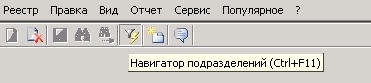 Реестр Правка Вид Отчет Сервис Популярное ?
Навигатор подразделений (Ctrl+F11)